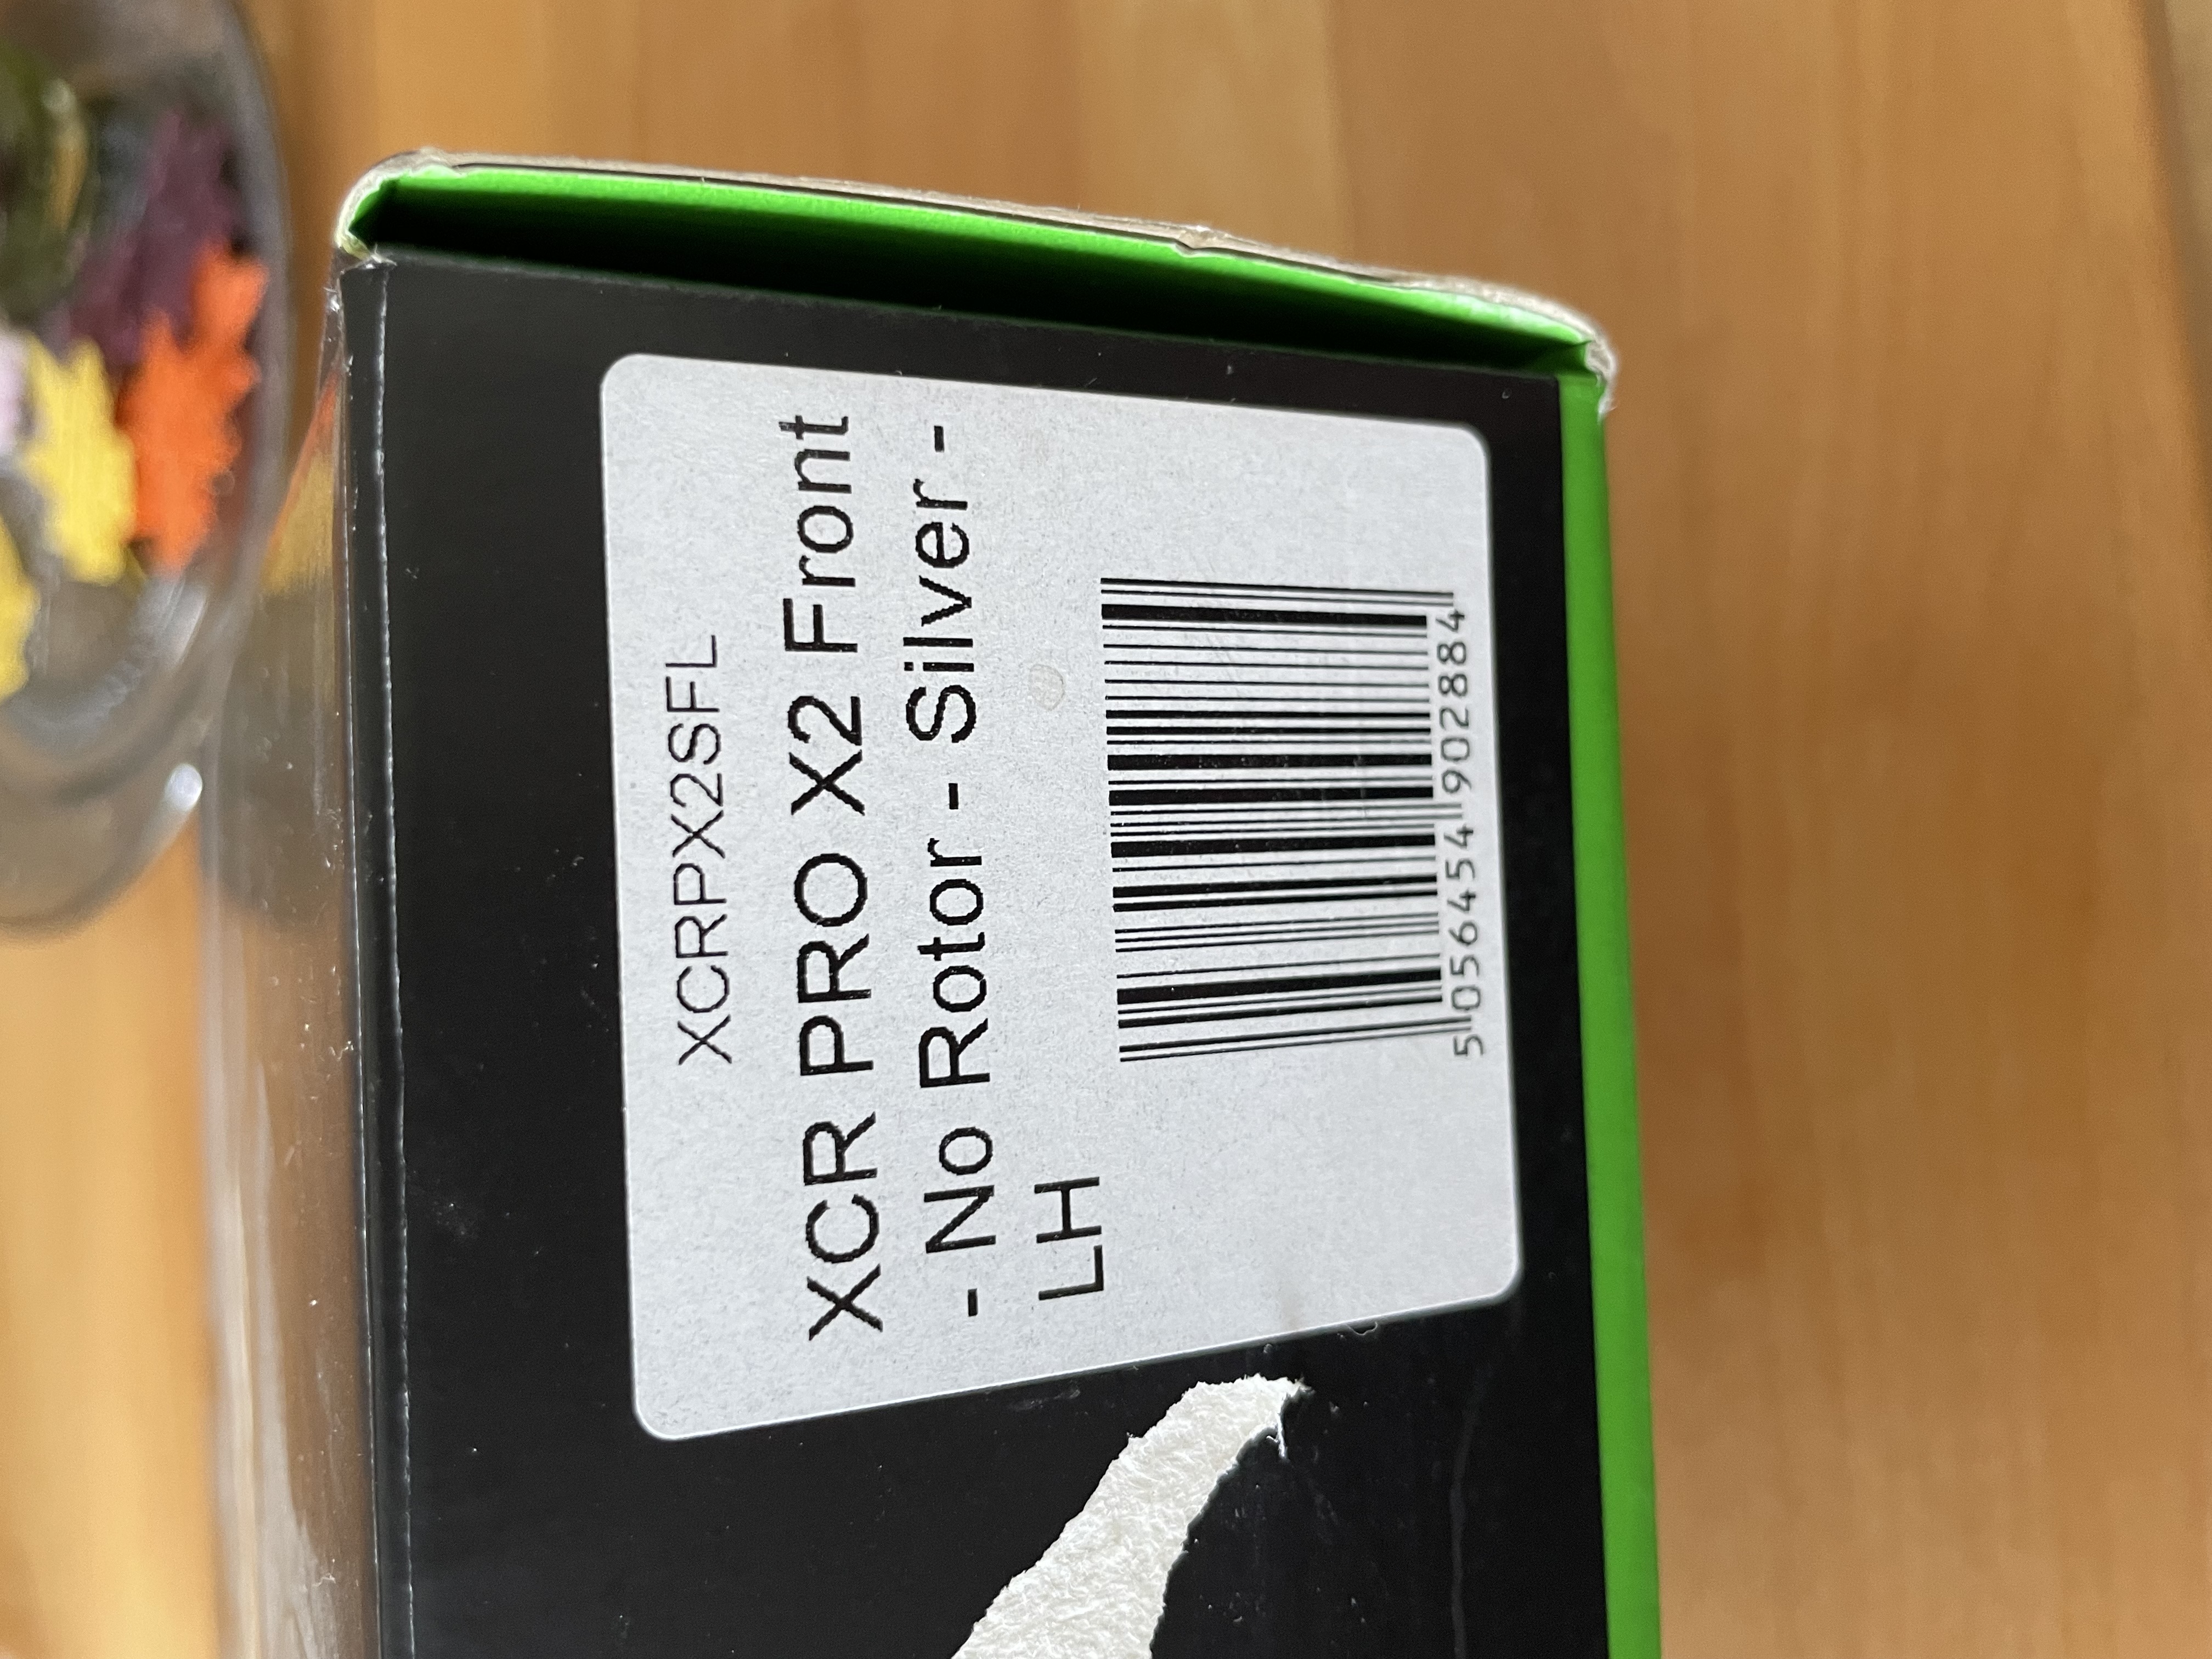 XCRPX2SFL
XCR PRO X2 Front
- No Rotor - Silver -
LH
5 056454 902884